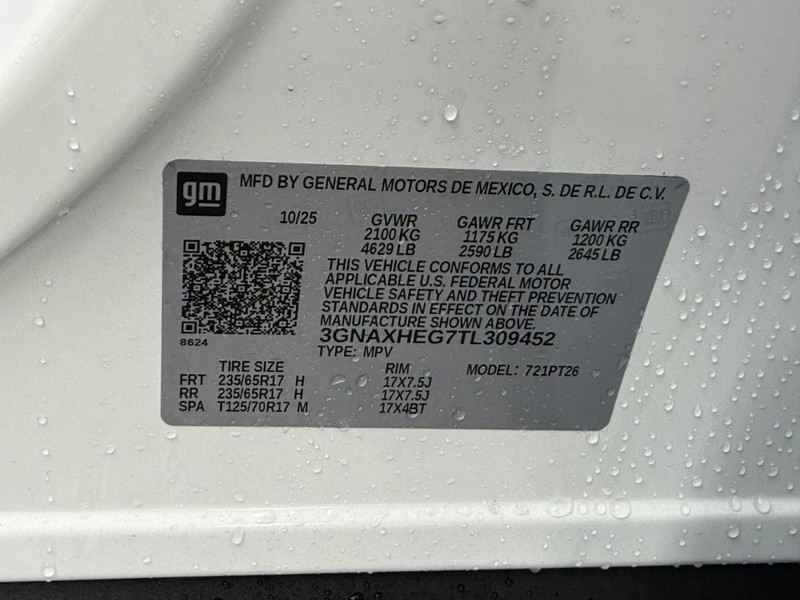 gm MFD BY GENERAL MOTORS DE MEXICO, S. DE R.L. DE C.V.
10/25 GVWR GAWR FRT GAWR RR
2100 KG 1175 KG 1200 KG
4629 LB 2590 LB 2645 LB
THIS VEHICLE CONFORMS TO ALL
APPLICABLE U.S. FEDERAL MOTOR
VEHICLE SAFETY AND THEFT PREVENTION
STANDARDS IN EFFECT ON THE DATE OF
MANUFACTURE SHOWN ABOVE.
8624 3GNAXHEG7TL309452
TYPE: MPV
TIRE SIZE RIM MODEL: 721PT26
FRT 235/65R17 H 17X7.5J
RR 235/65R17 H 17X7.5J
SPA T125/70R17 M 17X4BT